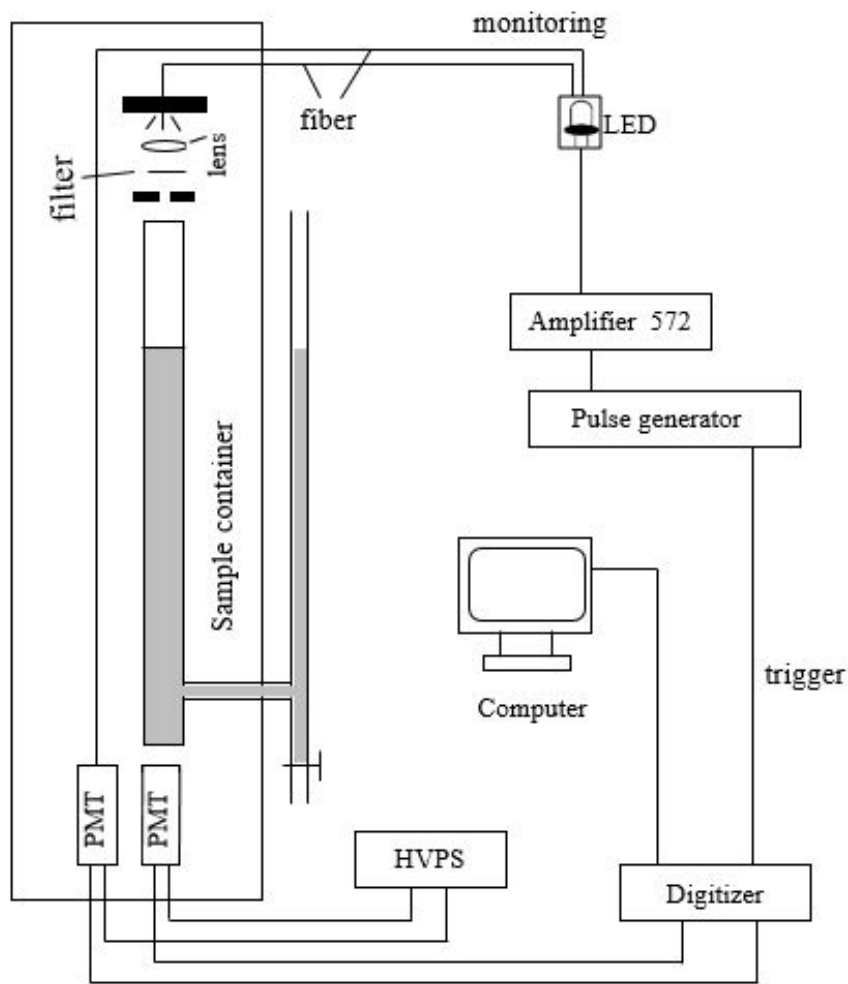 monitoring
fiber
LED
lens
filter
Amplifier 572
Pulse generator
Sample container
trigger
Computer
PMT
PMT
HVPS
Digitizer